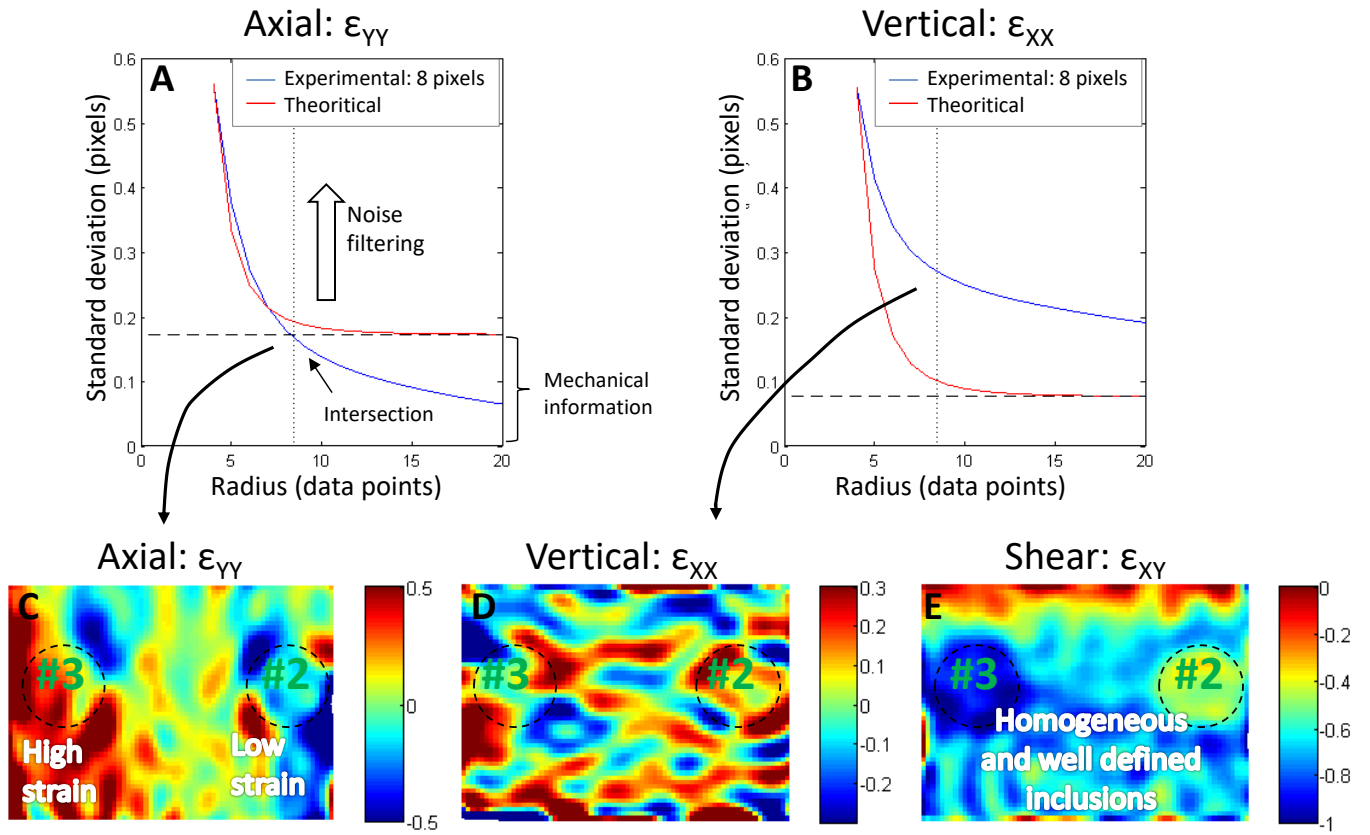 Axial: εYY
Vertical: εXX
A
Experimental: 8 pixels
Theoritical
Standard deviation (pixels)
0.6
0.5
0.4
0.3
0.2
0.1
0
Noise
filtering
Intersection
Mechanical
information
0
5
10
15
20
Radius (data points)
B
Experimental: 8 pixels
Theoritical
Standard deviation (pixels)
0.6
0.5
0.4
0.3
0.2
0.1
0
0
5
10
15
20
Radius (data points)
Axial: εYY
Vertical: εXX
Shear: εXY
C
#3
#2
High
strain
Low
strain
0.5
0
-0.5
D
#3
#2
0.3
0.2
0.1
0
-0.1
-0.2
E
#3
#2
Homogeneous
and well defined
inclusions
0
-0.2
-0.4
-0.6
-0.8
-1